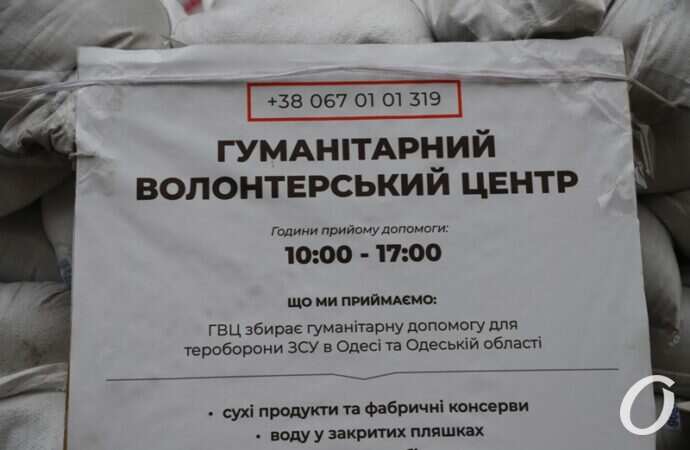 +38 067 01 01 319
ГУМАНІТАРНИЙ
ВОЛОНТЕРСЬКИЙ ЦЕНТР
Години прийому допомоги:
10:00 - 17:00
ЩО МИ ПРИЙМАЄМО:
ГВЦ збирає гуманітарну допомогу для
тероборони ЗСУ в Одесі та Одеській області
• сухі продукти та фабричні консерви
• воду у закритих пляшках